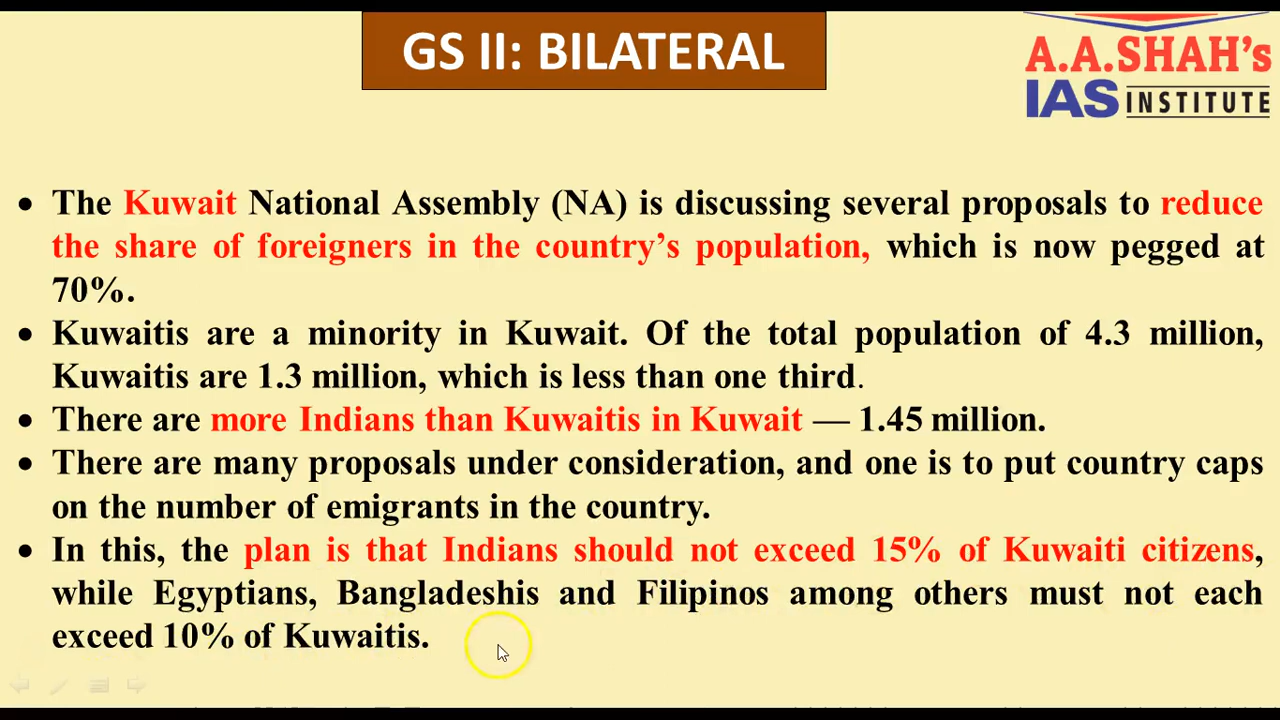 GS II: BILATERAL
A.A.SHAH's
IAS INSTITUTE
• The Kuwait National Assembly (NA) is discussing several proposals to reduce
the share of foreigners in the country's population, which is now pegged at
70%.
• Kuwaitis are a minority in Kuwait. Of the total population of 4.3 million,
Kuwaitis are 1.3 million, which is less than one third.
• There are more Indians than Kuwaitis in Kuwait — 1.45 million.
• There are many proposals under consideration, and one is to put country caps
on the number of emigrants in the country.
• In this, the plan is that Indians should not exceed 15% of Kuwaiti citizens,
while Egyptians, Bangladeshis and Filipinos among others must not each
exceed 10% of Kuwaitis.